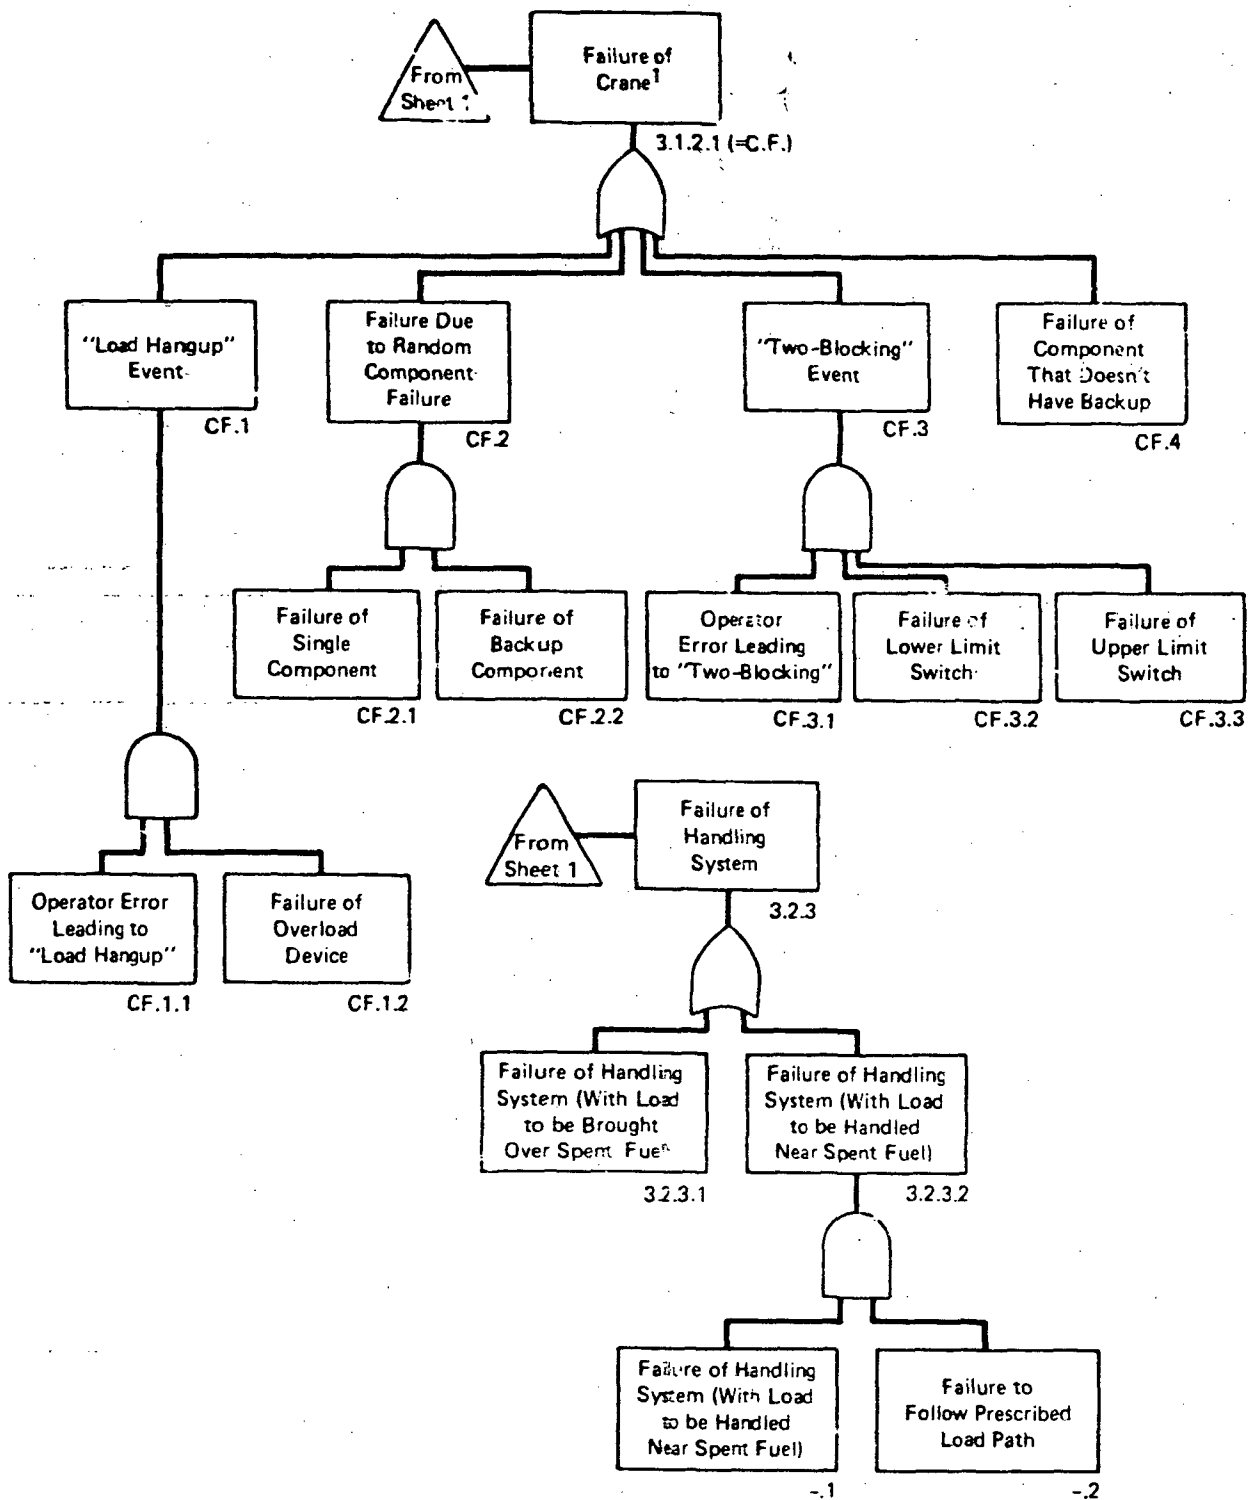 From
Sheet 1
Failure of
Crane1
3.1.2.1 (=C.F.)
"Load Hangup"
Event
CF.1
Failure Due
to Random
Component
Failure
CF.2
"Two-Blocking"
Event
CF.3
Failure of
Component
That Doesn't
Have Backup
CF.4
Failure of
Single
Component
CF.2.1
Failure of
Backup
Component
CF.2.2
Operator
Error Leading
to "Two-Blocking"
CF.3.1
Failure of
Lower Limit
Switch
CF.3.2
Failure of
Upper Limit
Switch
CF.3.3
Operator Error
Leading to
"Load Hangup"
CF.1.1
Failure of
Overload
Device
CF.1.2
From
Sheet 1
Failure of
Handling
System
3.2.3
Failure of Handling
System (With Load
to be Brought
Over Spent Fuel)
3.2.3.1
Failure of Handling
System (With Load
to be Handled
Near Spent Fuel)
3.2.3.2
Failure of Handling
System (With Load
to be Handled
Near Spent Fuel)
-.1
Failure to
Follow Prescribed
Load Path
-.2